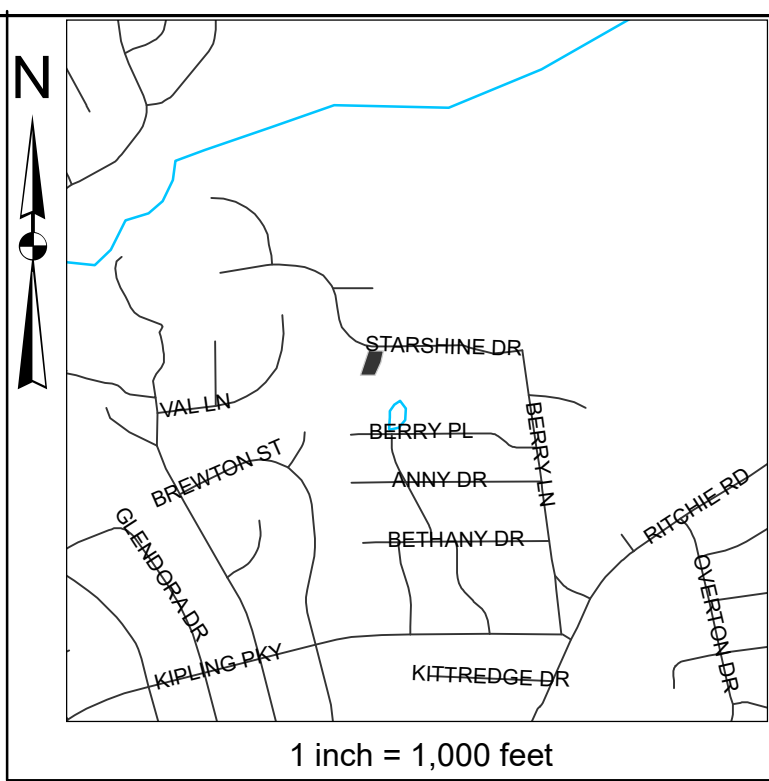 N
STARSHINE DR
VAL LN
BERRY PL
BERRY LN
BREWTON ST
ANNY DR
RITCHIE RD
GLENDORA DR
BETHANY DR
OVERTON DR
KIPLING PKY
KITTREDGE DR
1 inch = 1,000 feet